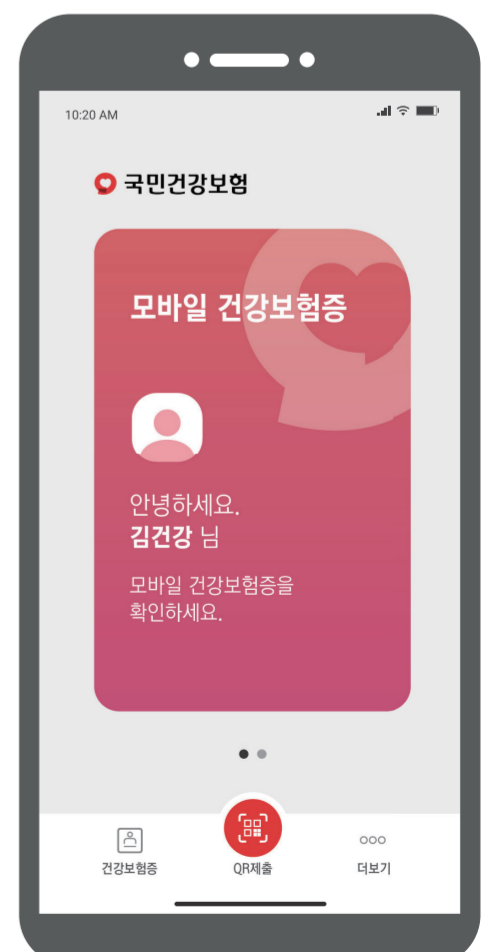 10:20 AM
국민건강보험
모바일 건강보험증
안녕하세요.
김건강 님
모바일 건강보험증을
확인하세요.
건강보험증
QR제출
더보기